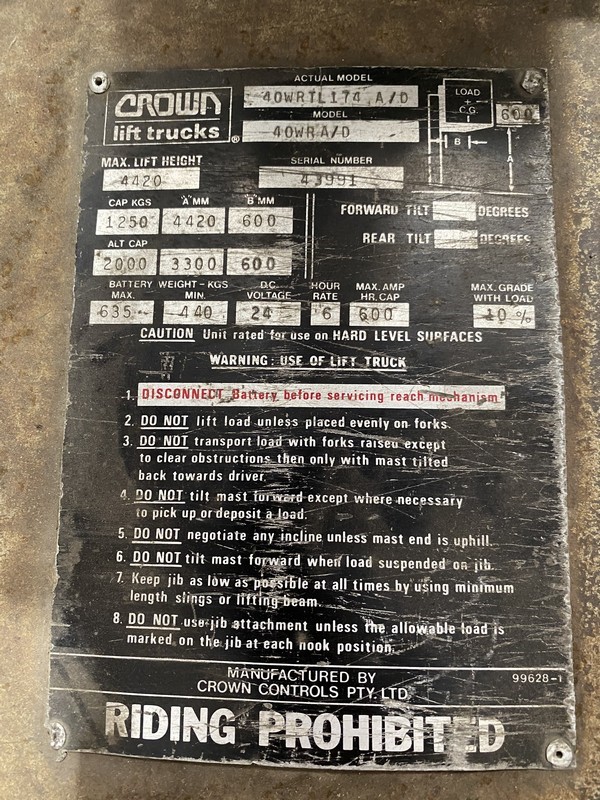 CROWN
lift trucks®
ACTUAL MODEL
40WRTL174 A/D
MODEL
40WRA/D
LOAD
+
C.G.
600
B
A
MAX. LIFT HEIGHT
4420
SERIAL NUMBER
43991
CAP KGS "A"MM "B"MM
1250 4420 600
FORWARD TILT DEGREES
ALT CAP
REAR TILT DEGREES
2000 3300 600
BATTERY WEIGHT-KGS
MAX. MIN.
635 440
D.C.
VOLTAGE
24
HOUR
RATE
6
MAX. AMP
HR. CAP
600
MAX. GRADE
WITH LOAD
10 %
CAUTION Unit rated for use on HARD LEVEL SURFACES
WARNING: USE OF LIFT TRUCK
1. DISCONNECT Battery before servicing reach mechanism
2. DO NOT lift load unless placed evenly on forks.
3. DO NOT transport load with forks raised except
to clear obstructions then only with mast tilted
back towards driver.
4. DO NOT tilt mast forward except where necessary
to pick up or deposit a load.
5. DO NOT negotiate any incline unless mast end is uphill.
6. DO NOT tilt mast forward when load suspended on jib.
7. Keep jib as low as possible at all times by using minimum
length slings or lifting beam.
8. DO NOT use jib attachment unless the allowable load is
marked on the jib at each hook position.
MANUFACTURED BY
CROWN CONTROLS PTY. LTD.
99628-1
RIDING PROHIBITED